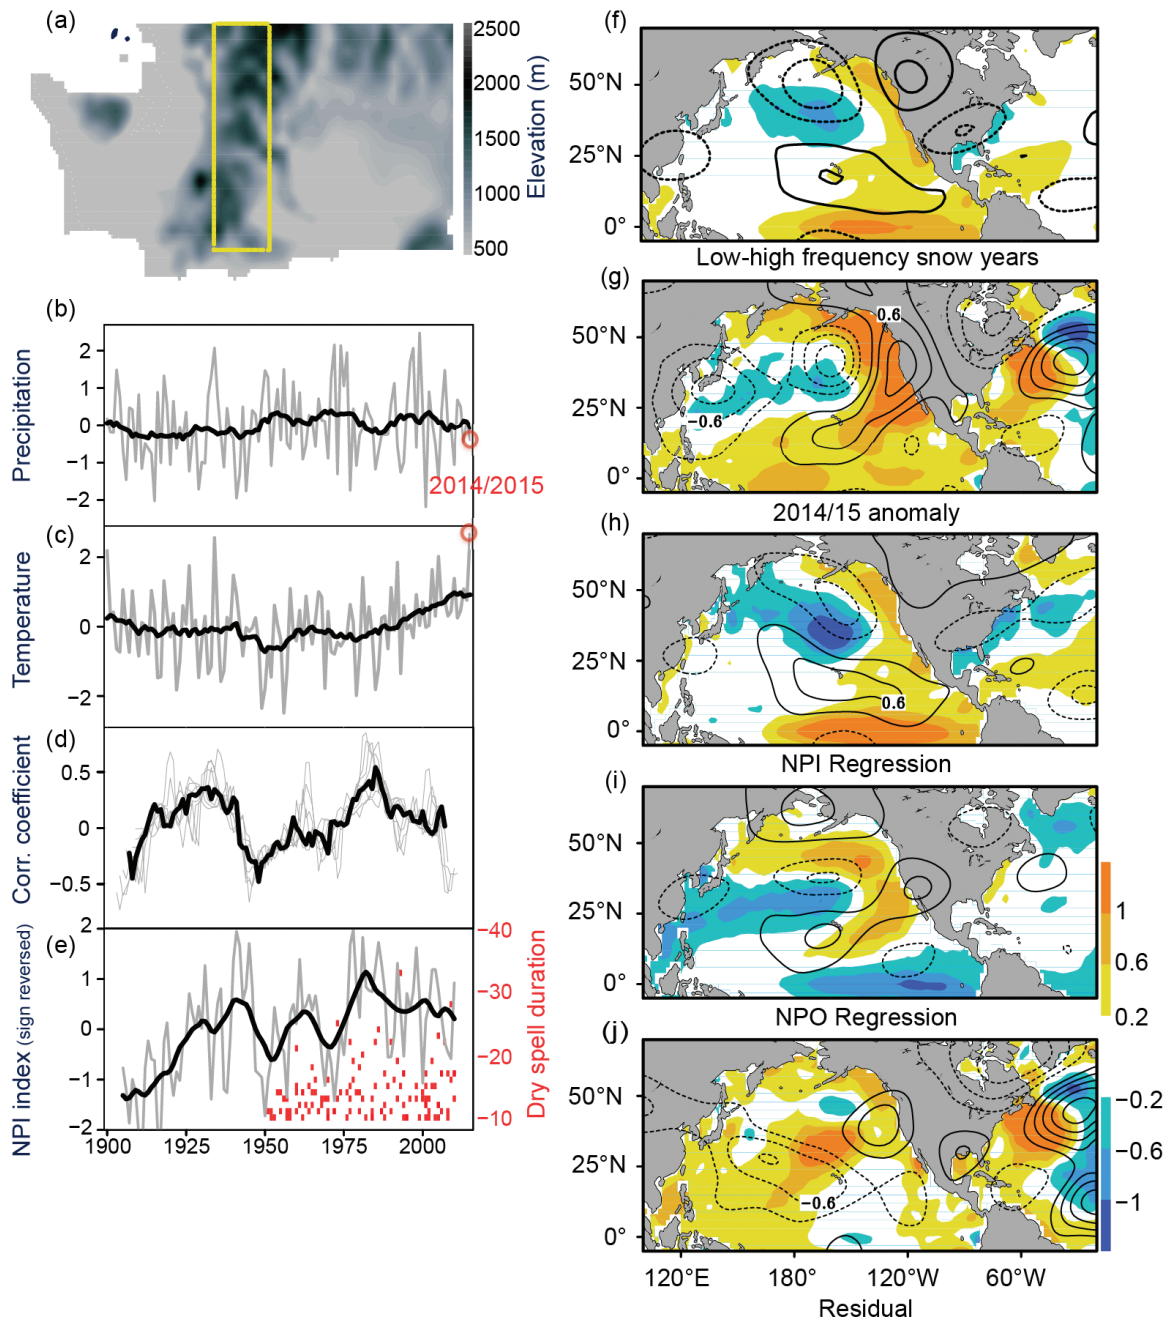 (a)
2500
2000
1500
1000
500
Elevation (m)
(b)
2
1
0
−1
−2
Precipitation
2014/2015
(c)
2
0
−2
Temperature
(d)
0.5
0
−0.5
Corr. coefficient
(e)
2
1
0
−1
−2
NPI index (sign reversed)
−40
−30
−20
−10
Dry spell duration
1900
1925
1950
1975
2000
(f)
50°N
25°N
0°
Low-high frequency snow years
(g)
50°N
25°N
0°
0.6
−0.6
2014/15 anomaly
(h)
50°N
25°N
0°
0.6
NPI Regression
(i)
50°N
25°N
0°
NPO Regression
(j)
50°N
25°N
0°
−0.6
120°E
180°
120°W
60°W
Residual
1
0.6
0.2
−0.2
−0.6
−1